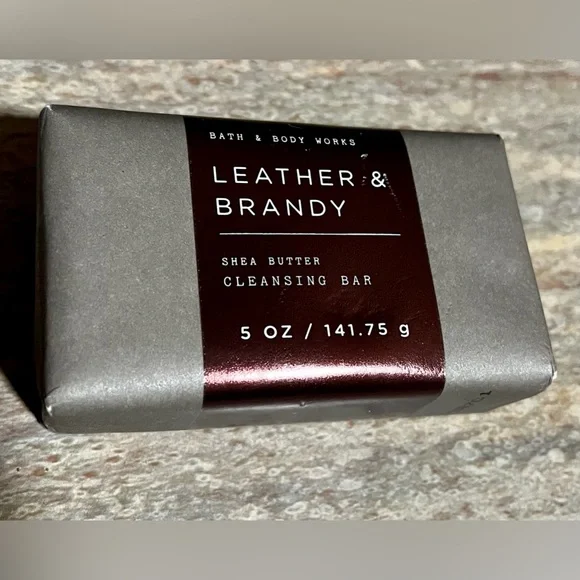 BATH & BODY WORKS
LEATHER &
BRANDY
SHEA BUTTER
CLEANSING BAR
5 OZ / 141.75 g